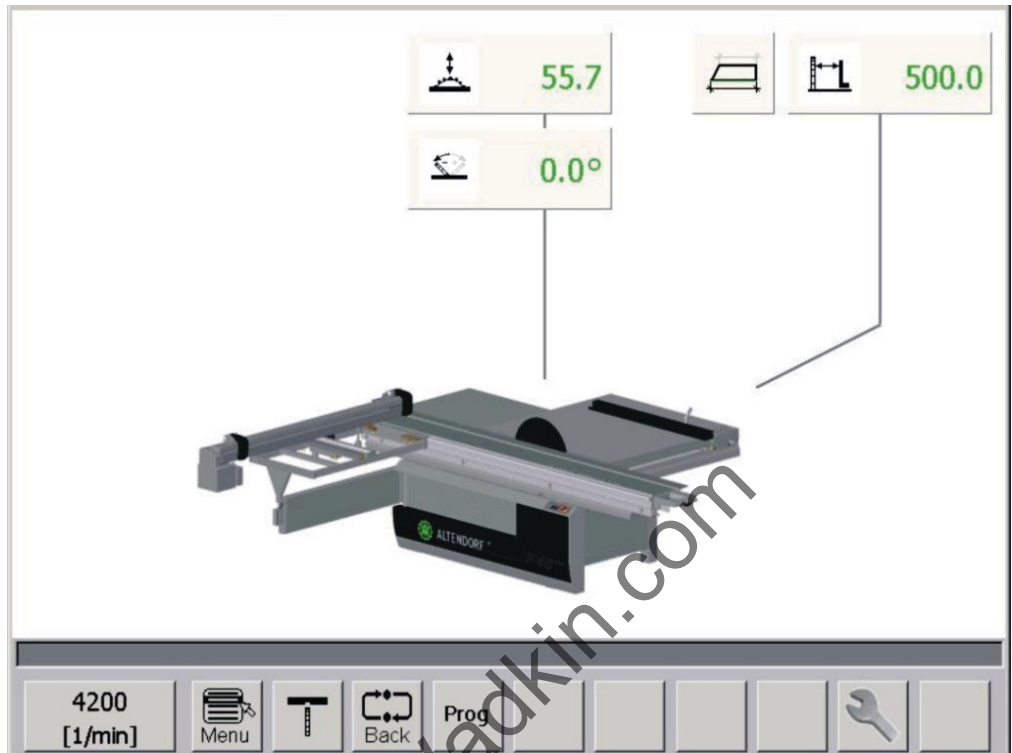 55.7
500.0
0.0°
ALTENDORF
4200
[1/min]
Menu
Back
Prog